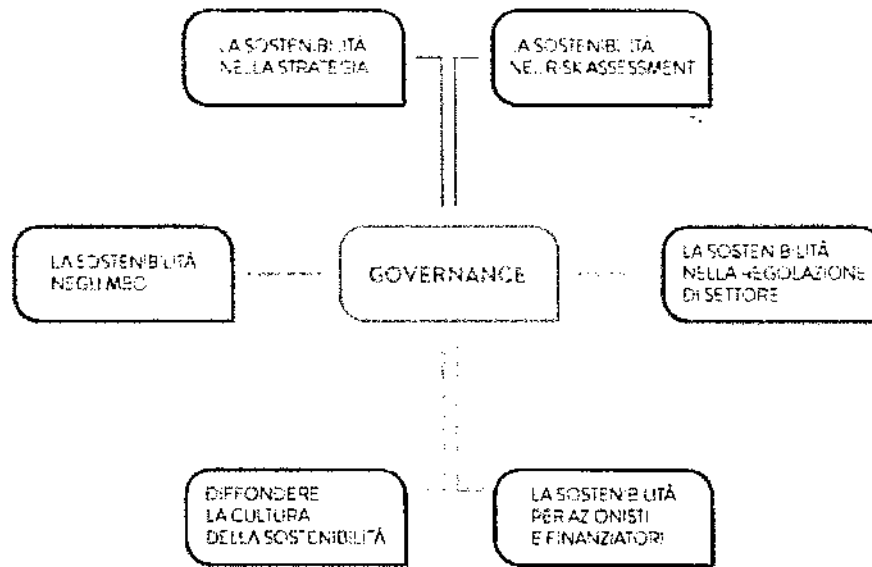 LA SOSTENIBILITÀ
NELLA STRATEGIA
LA SOSTENIBILITÀ
NEL RISK ASSESSMENT
LA SOSTENIBILITÀ
NEGLI MBO
GOVERNANCE
LA SOSTENIBILITÀ
NELLA REGOLAZIONE
DI SETTORE
DIFFONDERE
LA CULTURA
DELLA SOSTENIBILITÀ
LA SOSTENIBILITÀ
PER AZIONISTI
E FINANZIATORI